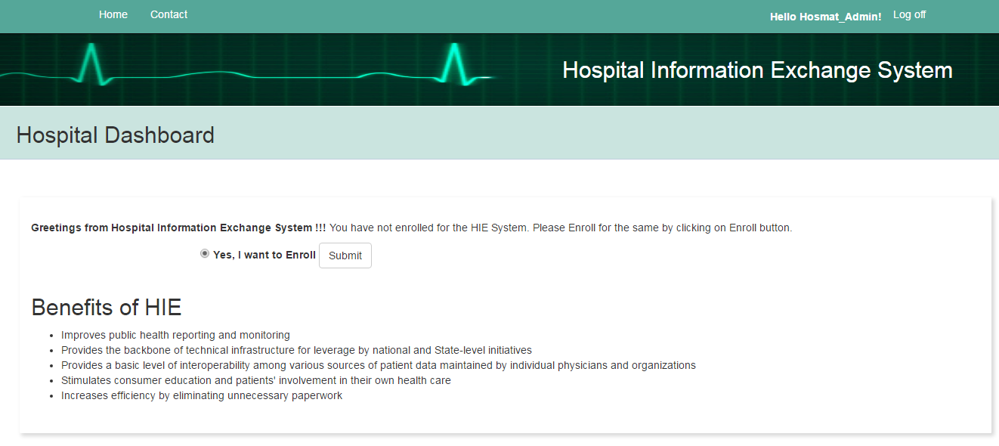 Home Contact Hello Hosmat_Admin! Log off
Hospital Information Exchange System
Hospital Dashboard
Greetings from Hospital Information Exchange System !!! You have not enrolled for the HIE System. Please Enroll for the same by clicking on Enroll button.
Yes, I want to Enroll Submit
Benefits of HIE
• Improves public health reporting and monitoring
• Provides the backbone of technical infrastructure for leverage by national and State-level initiatives
• Provides a basic level of interoperability among various sources of patient data maintained by individual physicians and organizations
• Stimulates consumer education and patients' involvement in their own health care
• Increases efficiency by eliminating unnecessary paperwork